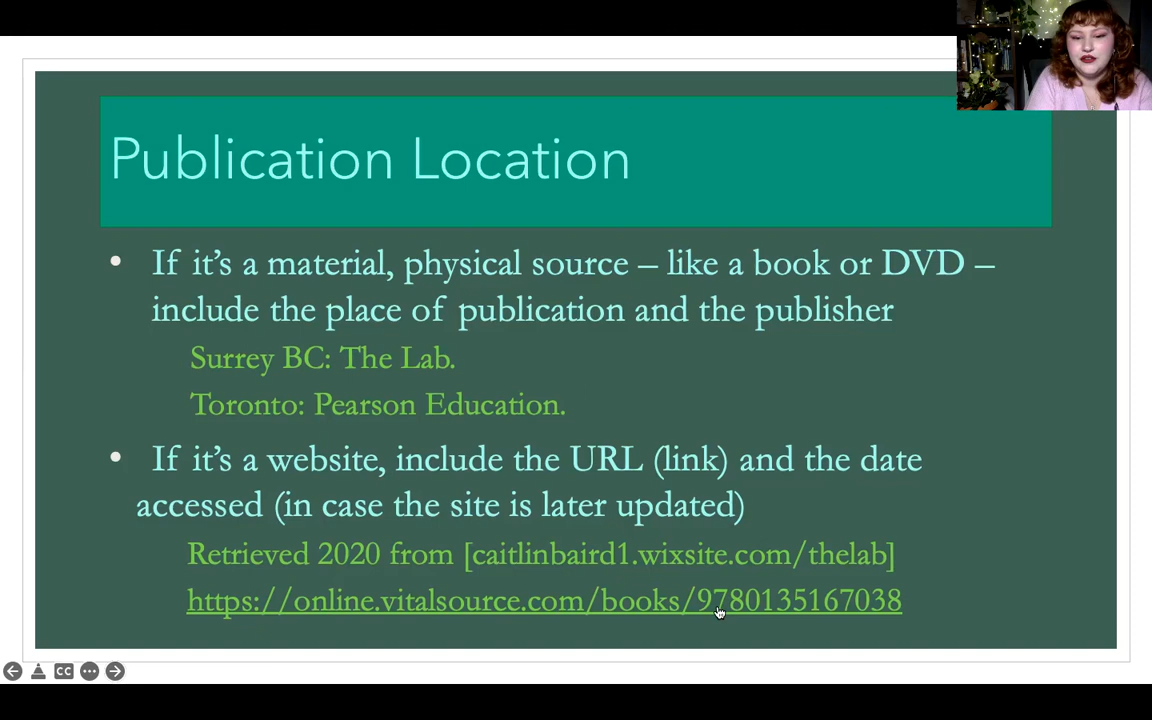 Publication Location
• If it's a material, physical source – like a book or DVD –
include the place of publication and the publisher
Surrey BC: The Lab.
Toronto: Pearson Education.
• If it's a website, include the URL (link) and the date
accessed (in case the site is later updated)
Retrieved 2020 from [caitlinbaird1.wixsite.com/thelab]
https://online.vitalsource.com/books/9780135167038
CC